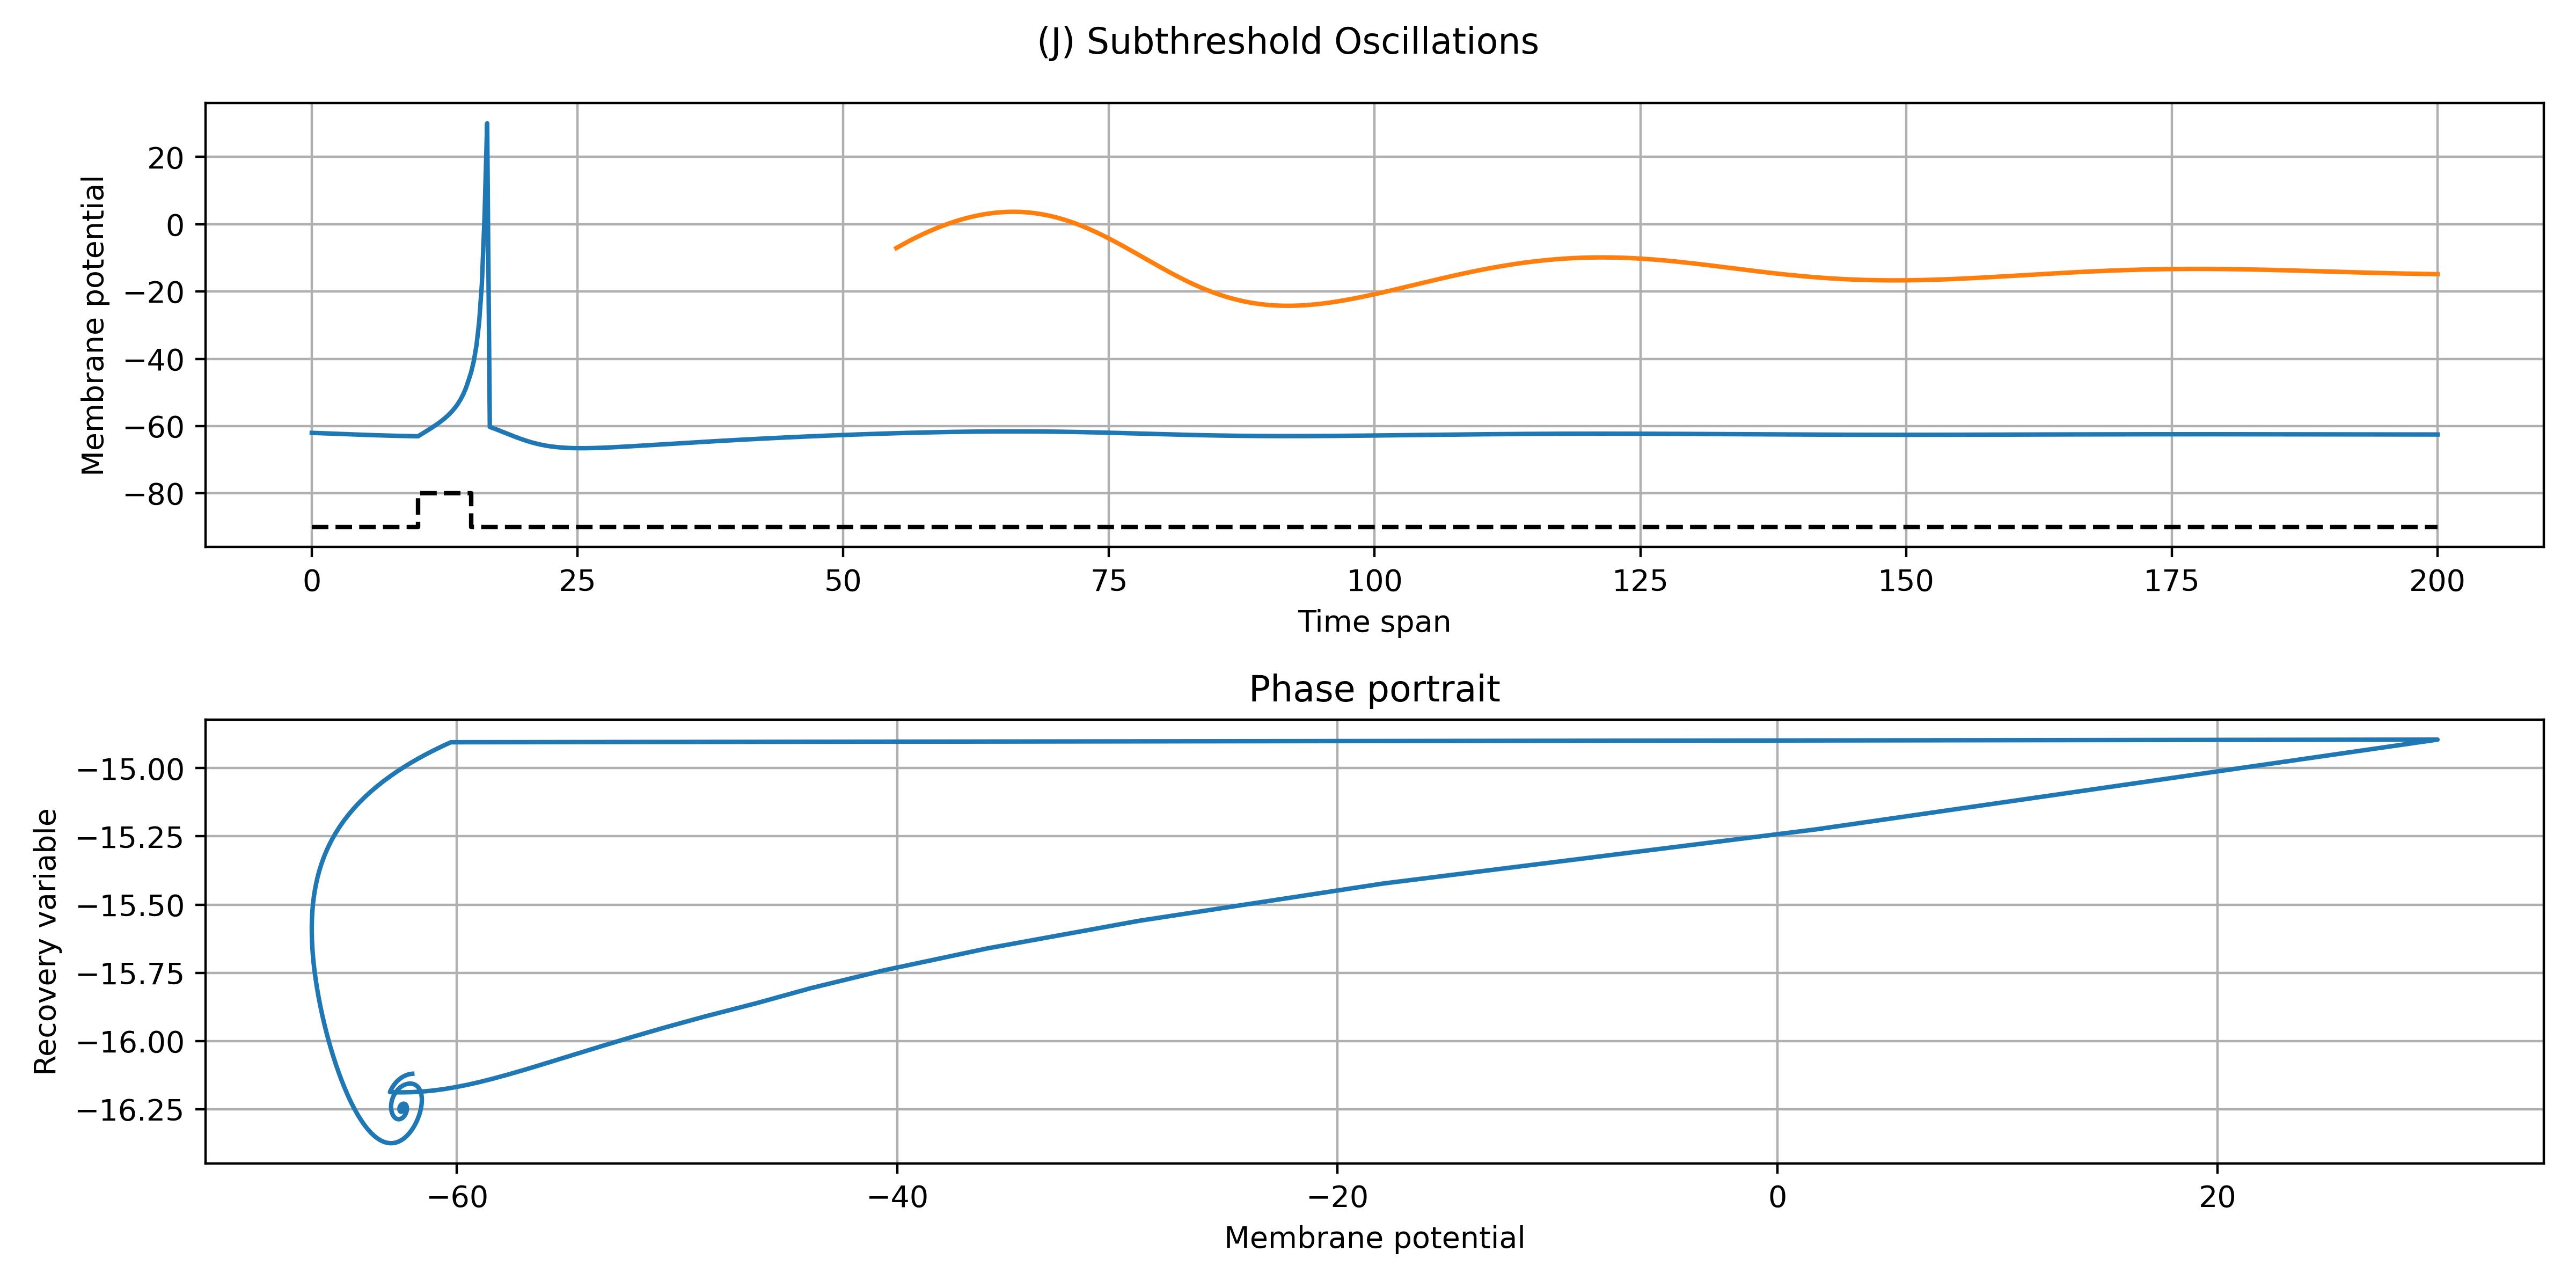 (J) Subthreshold Oscillations
Membrane potential
20
0
−20
−40
−60
−80
0 25 50 75 100 125 150 175 200
Time span
Phase portrait
Recovery variable
−15.00
−15.25
−15.50
−15.75
−16.00
−16.25
−60 −40 −20 0 20
Membrane potential